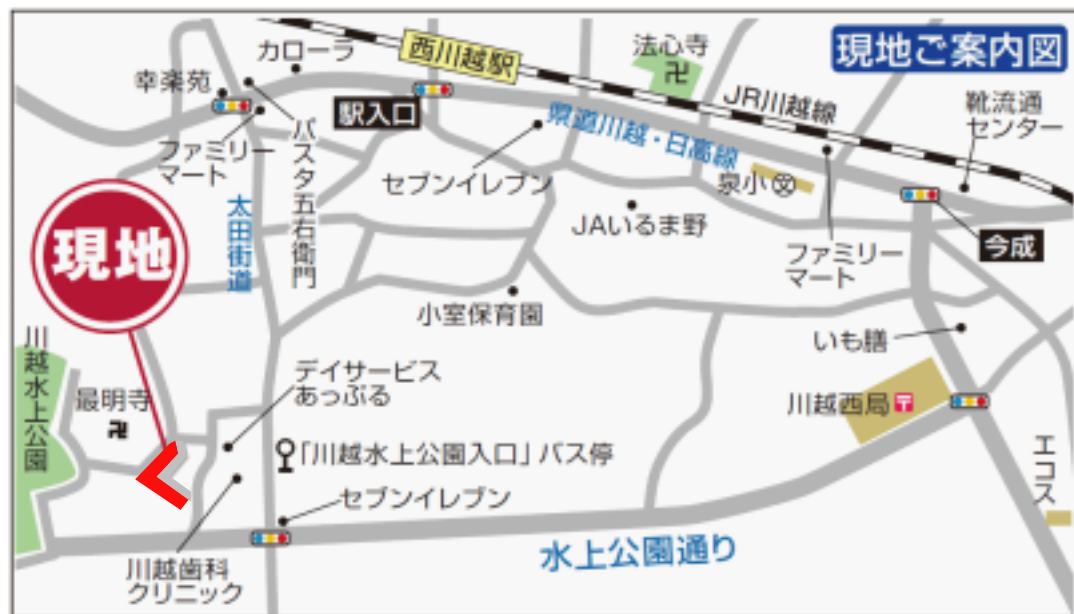 現地ご案内図
カローラ
西川越駅
法心寺
幸楽苑
駅入口
JR川越線
靴流通
センター
県道川越・日高線
ファミリー
マート
パスタ五右衛門
セブンイレブン
泉小 文
JAいるま野
ファミリー
マート
今成
太田街道
現地
小室保育園
いも膳
川越水上公園
最明寺
デイサービス
あっぷる
川越西局
「川越水上公園入口」バス停
エコス
セブンイレブン
水上公園通り
川越歯科
クリニック